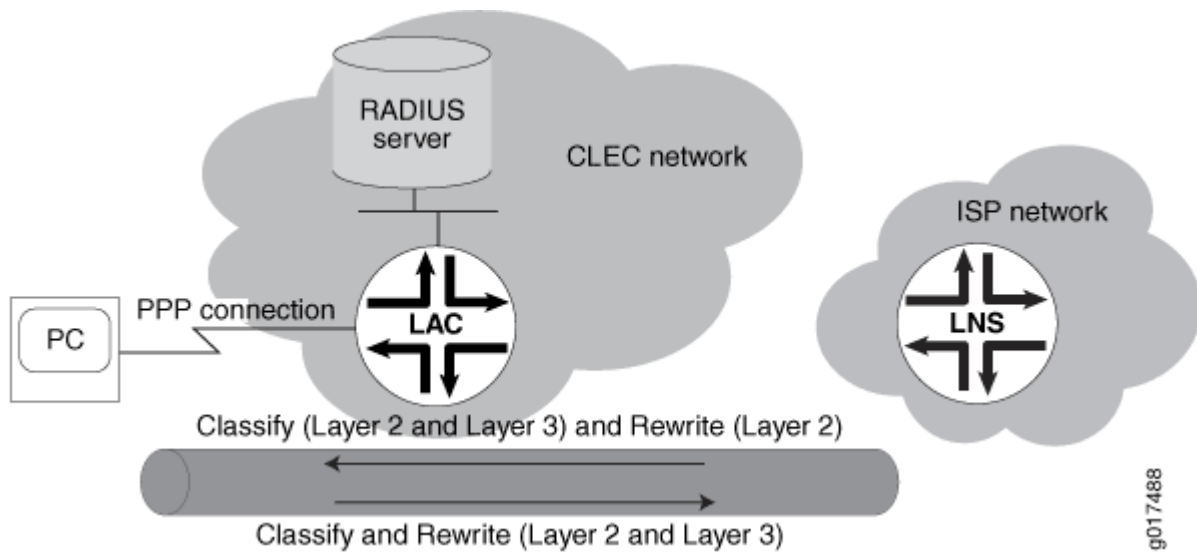 RADIUS
server
CLEC network
ISP network
PPP connection
PC
LAC
LNS
Classify (Layer 2 and Layer 3) and Rewrite (Layer 2)
Classify and Rewrite (Layer 2 and Layer 3)
g017488